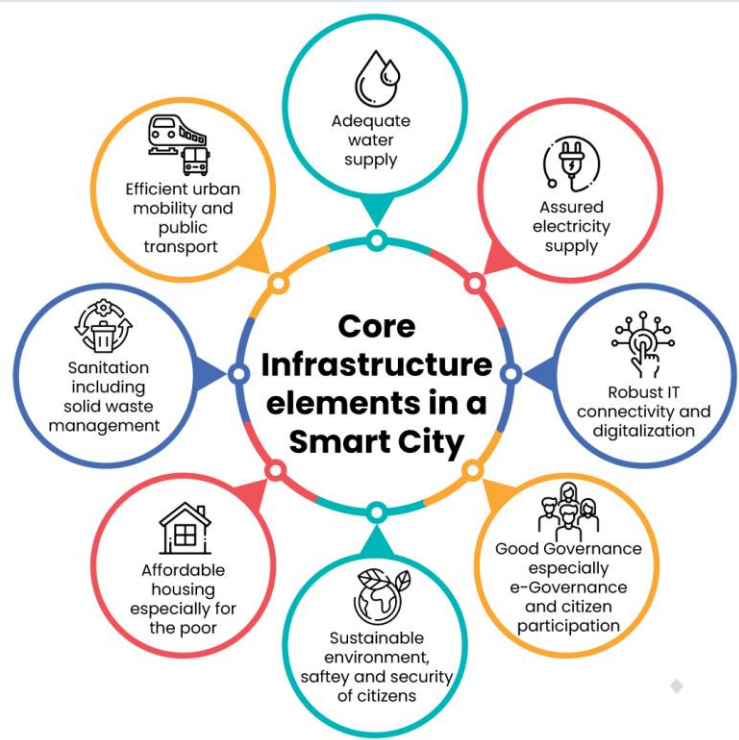 Core
Infrastructure
elements in a
Smart City
Adequate
water
supply
Assured
electricity
supply
Robust IT
connectivity and
digitalization
Good Governance
especially
e-Governance
and citizen
participation
Sustainable
environment,
saftey and security
of citizens
Affordable
housing
especially for
the poor
Sanitation
including
solid waste
management
Efficient urban
mobility and
public
transport